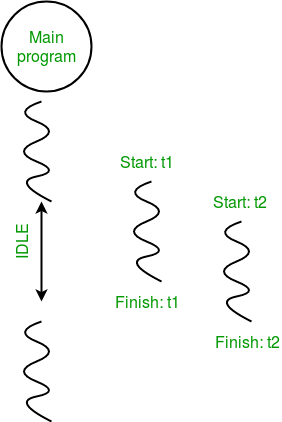 Main
program
Start: t1
Start: t2
IDLE
Finish: t1
Finish: t2